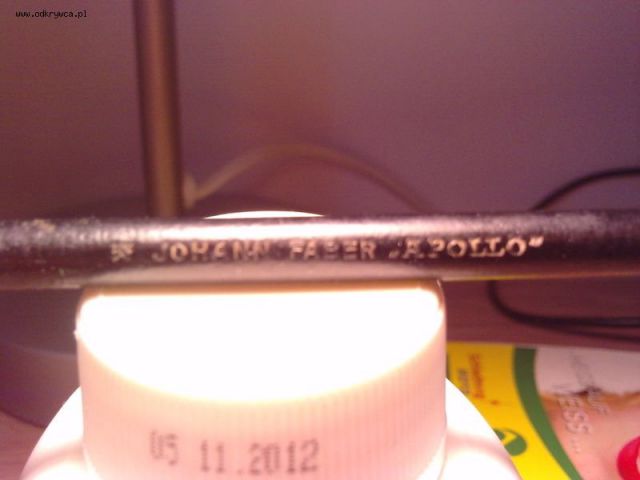 www.odkrywca.pl
JOHANN FABER „APOLLO"
05 11.2012